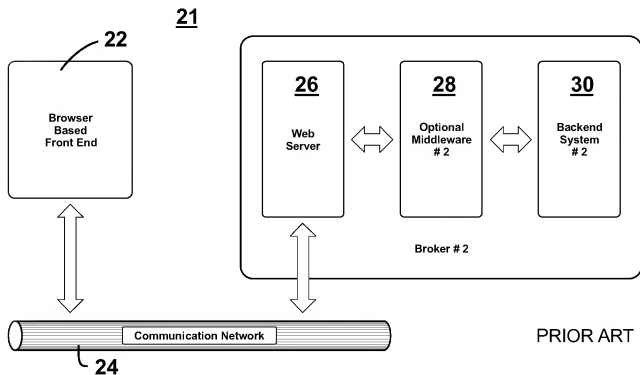 21
22
Browser
Based
Front End
26
Web
Server
28
Optional
Middleware
# 2
30
Backend
System
# 2
Broker # 2
Communication Network
24
PRIOR ART